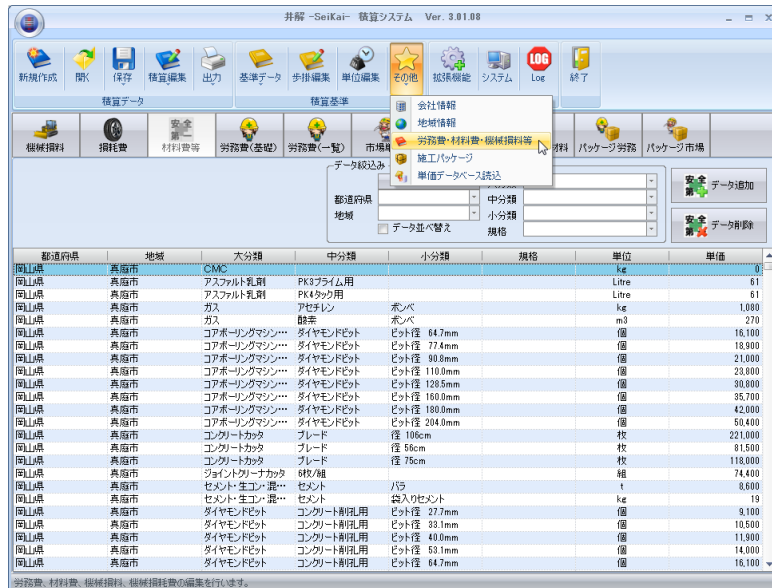 井解 -SeiKai- 積算システム Ver. 3.01.08
新規作成 開く 保存 積算編集 出力 基準データ 歩掛編集 単位編集 その他 拡張機能 システム Log 終了
積算データ 積算基準
会社情報
地域情報
労務費・材料費・機械損料等
施工パッケージ
単価データベース読込
機械損料 損耗費 材料費等 労務費(基礎) 労務費(一覧) 市場 材料 パッケージ労務 パッケージ市場
データ絞込み
都道府県
地域
データ並べ替え
中分類
小分類
規格
データ追加
データ削除
都道府県 地域 大分類 中分類 小分類 規格 単位 単価
岡山県 真庭市 CMC kg 0
岡山県 真庭市 アスファルト乳剤 PK3プライム用 Litre 61
岡山県 真庭市 アスファルト乳剤 PK4タック用 Litre 61
岡山県 真庭市 ガス アセチレン ボンベ kg 1,080
岡山県 真庭市 ガス 酸素 ボンベ m3 270
岡山県 真庭市 コアボーリングマシン… ダイヤモンドビット ビット径 64.7mm 個 16,100
岡山県 真庭市 コアボーリングマシン… ダイヤモンドビット ビット径 77.4mm 個 18,900
岡山県 真庭市 コアボーリングマシン… ダイヤモンドビット ビット径 90.8mm 個 21,000
岡山県 真庭市 コアボーリングマシン… ダイヤモンドビット ビット径 110.0mm 個 23,800
岡山県 真庭市 コアボーリングマシン… ダイヤモンドビット ビット径 128.5mm 個 30,800
岡山県 真庭市 コアボーリングマシン… ダイヤモンドビット ビット径 160.0mm 個 35,700
岡山県 真庭市 コアボーリングマシン… ダイヤモンドビット ビット径 180.0mm 個 42,000
岡山県 真庭市 コアボーリングマシン… ダイヤモンドビット ビット径 204.0mm 個 50,400
岡山県 真庭市 コンクリートカッタ ブレード 径 106cm 枚 221,000
岡山県 真庭市 コンクリートカッタ ブレード 径 56cm 枚 81,500
岡山県 真庭市 コンクリートカッタ ブレード 径 75cm 枚 118,000
岡山県 真庭市 ジョイントクリーナカッタ 6枚/組 組 74,400
岡山県 真庭市 セメント・生コン・混… セメント バラ t 8,600
岡山県 真庭市 セメント・生コン・混… セメント 袋入りセメント kg 19
岡山県 真庭市 ダイヤモンドビット コンクリート削孔用 ビット径 27.7mm 個 9,100
岡山県 真庭市 ダイヤモンドビット コンクリート削孔用 ビット径 33.1mm 個 10,500
岡山県 真庭市 ダイヤモンドビット コンクリート削孔用 ビット径 40.0mm 個 11,900
岡山県 真庭市 ダイヤモンドビット コンクリート削孔用 ビット径 53.1mm 個 14,000
岡山県 真庭市 ダイヤモンドビット コンクリート削孔用 ビット径 64.7mm 個 16,100
労務費、材料費、機械損料、機械損耗費の編集を行います。